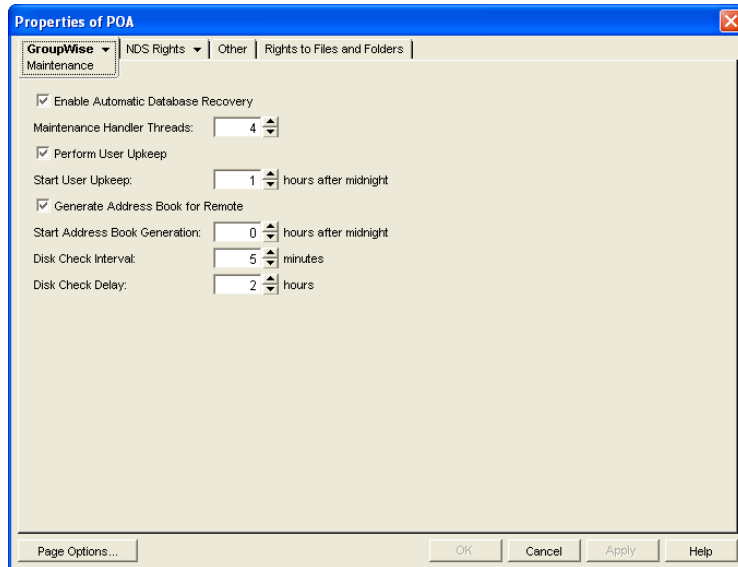 Properties of POA
GroupWise NDS Rights Other Rights to Files and Folders
Maintenance
Enable Automatic Database Recovery
Maintenance Handler Threads: 4
Perform User Upkeep
Start User Upkeep: 1 hours after midnight
Generate Address Book for Remote
Start Address Book Generation: 0 hours after midnight
Disk Check Interval: 5 minutes
Disk Check Delay: 2 hours
Page Options... OK Cancel Apply Help